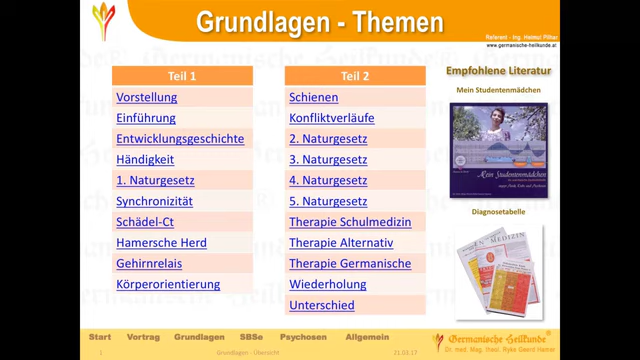 Grundlagen - Themen
Referent - Ing. Helmut Pilhar
www.germanische-heilkunde.at
Teil 1
Vorstellung
Einführung
Entwicklungsgeschichte
Händigkeit
1. Naturgesetz
Synchronizität
Schädel-Ct
Hamersche Herd
Gehirnrelais
Körperorientierung
Teil 2
Schienen
Konfliktverläufe
2. Naturgesetz
3. Naturgesetz
4. Naturgesetz
5. Naturgesetz
Therapie Schulmedizin
Therapie Alternativ
Therapie Germanische
Wiederholung
Unterschied
Empfohlene Literatur
Mein Studentenmädchen
Mein Studentenmädchen
Diagnosetabelle
MEDIZIN
Start Vortrag Grundlagen SBSe Psychosen Allgemein
1 Grundlagen - Übersicht 21.03.17
Germanische Heilkunde®
Dr. med. Mag. theol. Ryke Geerd Hamer